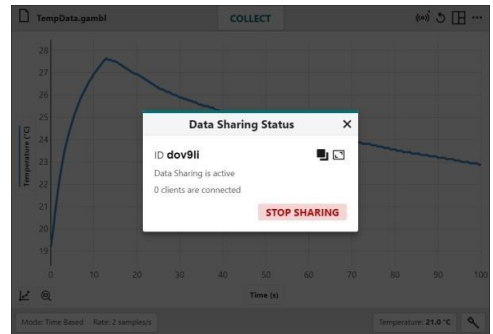 TempData.gambl
COLLECT
Data Sharing Status
ID dov9li
Data Sharing is active
0 clients are connected
STOP SHARING
Temperature (°C)
28
27
26
25
24
23
22
21
20
19
0 10 20 30 40 50 60 70 80 90 100
Time (s)
Mode: Time Based Rate: 2 samples/s
Temperature: 21.0 °C